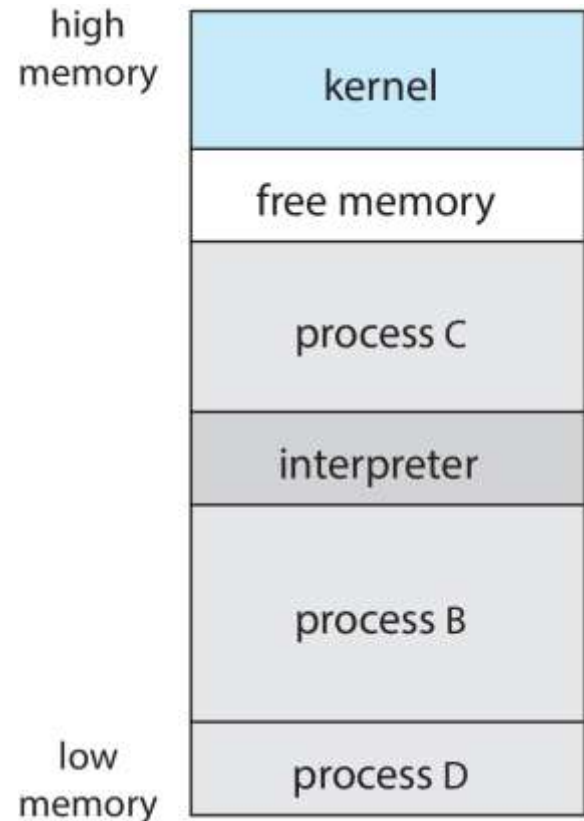 high
memory
kernel
free memory
process C
interpreter
process B
low
memory
process D